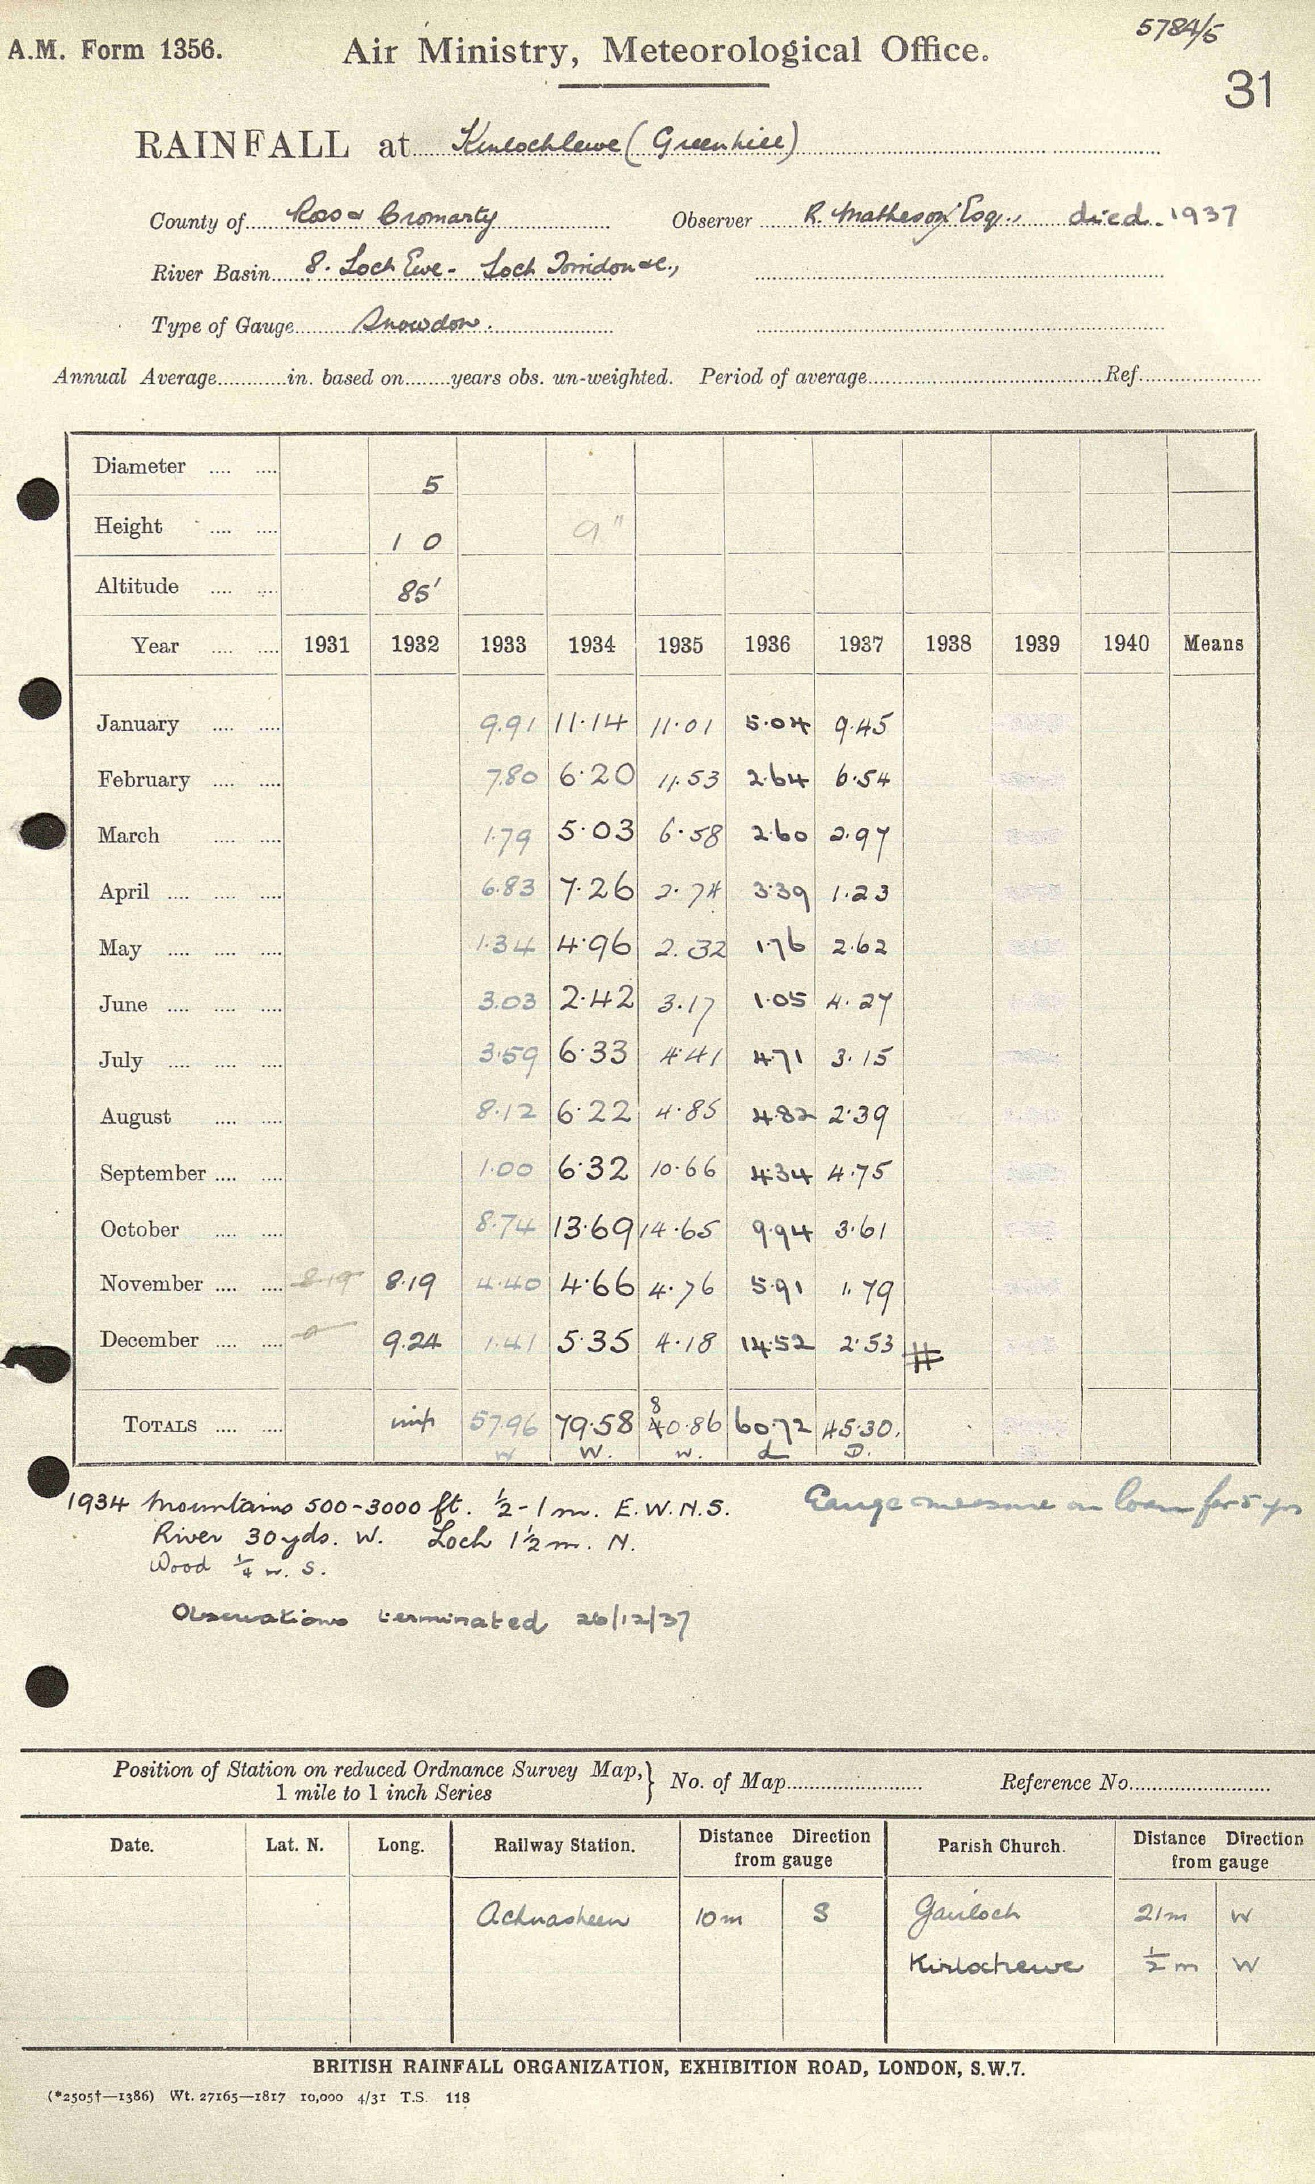 5784/5
A.M. Form 1356.
Air Ministry, Meteorological Office.
31
RAINFALL at Kinlochlewe (Greenhill)
County of Ross & Cromarty Observer R. Matheson Esq., died 1937
River Basin 8. Loch Ewe - Loch Torridon &c.,
Type of Gauge Snowdon.
Annual Average in. based on years obs. un-weighted. Period of average Ref.
Diameter 5
Height 1 0 9"
Altitude 85'
Year 1931 1932 1933 1934 1935 1936 1937 1938 1939 1940 Means
January 9.91 11.14 11.01 5.04 9.45
February 7.80 6.20 11.53 2.64 6.54
March 1.79 5.03 6.58 2.60 2.97
April 6.83 7.26 2.74 3.39 1.23
May 1.34 4.96 2.32 1.76 2.62
June 3.03 2.42 3.17 1.05 4.27
July 3.59 6.33 4.41 4.71 3.15
August 8.12 6.22 4.85 4.82 2.39
September 1.00 6.32 10.66 4.34 4.75
October 8.74 13.69 14.65 9.94 3.61
November 8.19 8.19 4.40 4.66 4.76 5.91 1.79
December 9.24 1.41 5.35 4.18 14.52 2.53 #
TOTALS imp 57.96 79.58 80.86 60.72 45.30.
W W. W. L D.
1934 Mountains 500-3000 ft. ½-1 m. E.W.N.S. Gauge measure on loan for 5 yrs
River 30 yds. W. Loch 1½ m. N.
Wood ¼ m. S.
Observations terminated 26/12/37
Position of Station on reduced Ordnance Survey Map, } No. of Map Reference No.
1 mile to 1 inch Series
Date. Lat. N. Long. Railway Station. Distance Direction from gauge Parish Church. Distance Direction from gauge
Achnasheen 10m S Gairloch 21m W
Kinlochewe ½ m W
BRITISH RAINFALL ORGANIZATION, EXHIBITION ROAD, LONDON, S.W.7.
(*2505†—1386) Wt. 27165—1817 10,000 4/31 T.S. 118